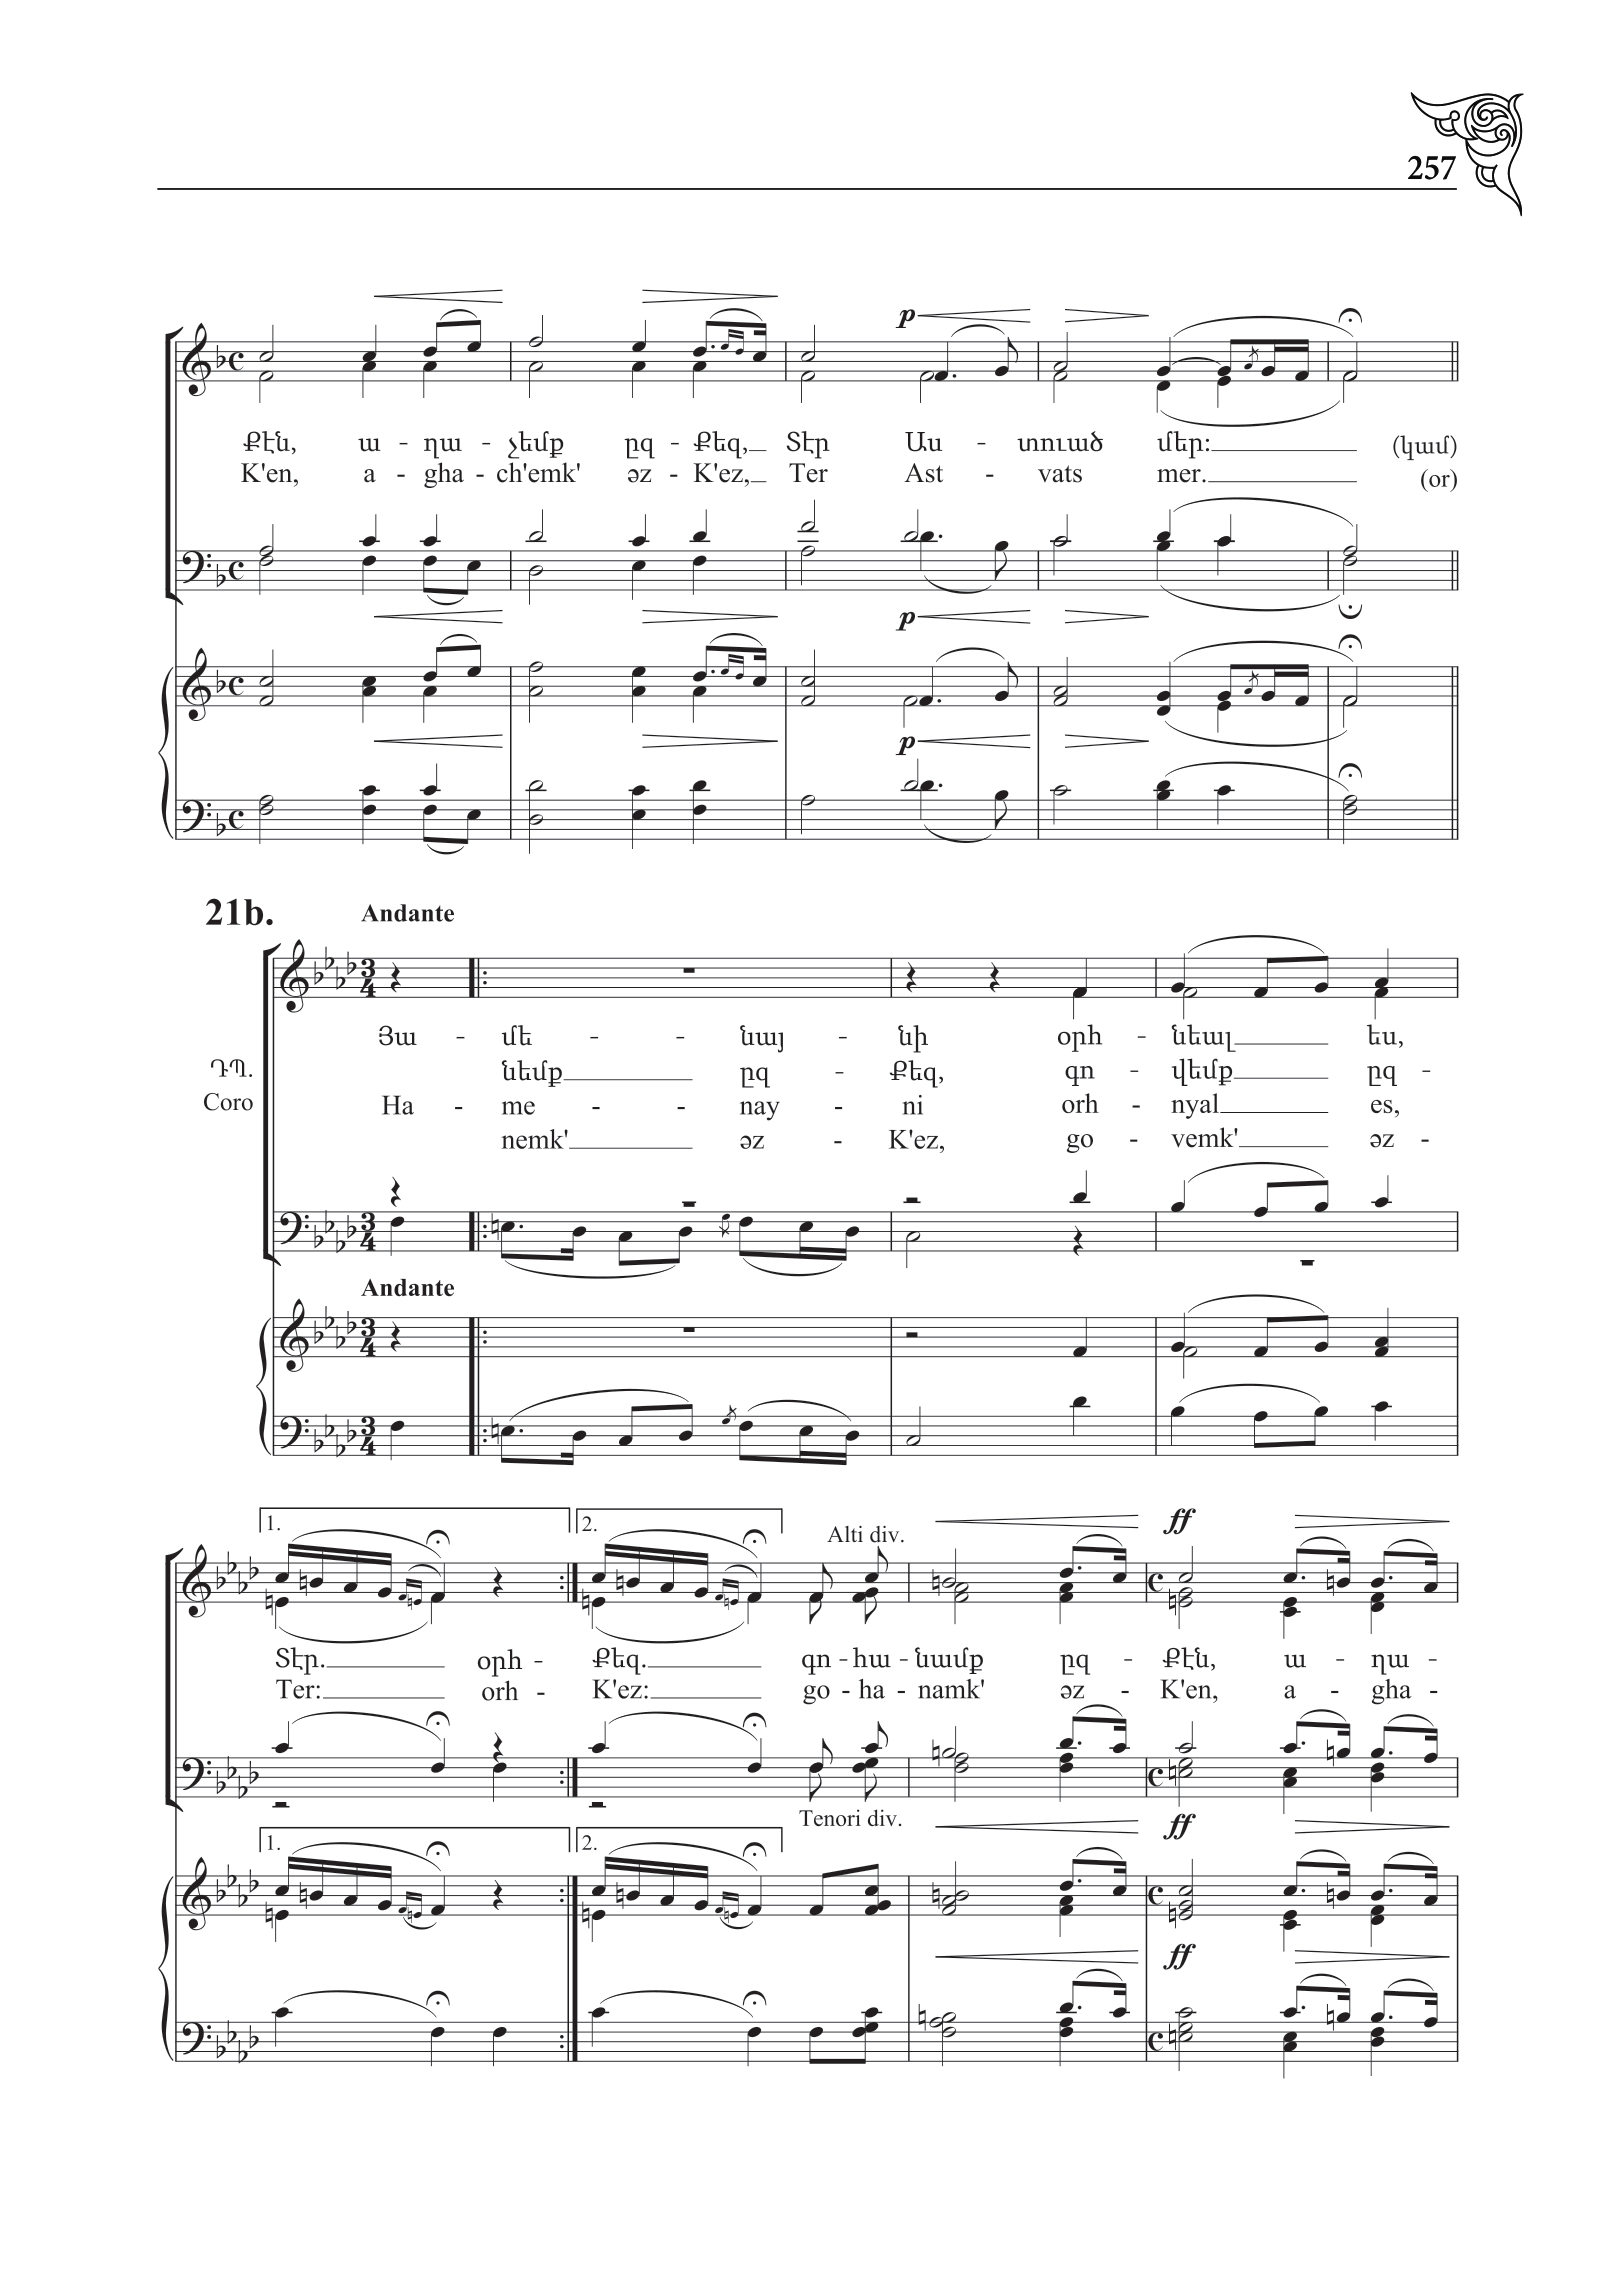 257
p
Քէն, ա - ղա - չեմք ըզ - Քեզ, Տէր Աս - տուած մեր: (կամ)
K'en, a - gha - ch'emk' əz - K'ez, Ter Ast - vats mer. (or)
p
p
21b. Andante
Յա - մե - - նայ - նի օրհ - նեալ ես,
ԴՊ. նեմք ըզ - Քեզ, գո - վեմք ըզ -
Coro Ha - me - - nay - ni orh - nyal es,
nemk' əz - K'ez, go - vemk' əz -
Andante
1. 2. Alti div. ff
Տէր. օրհ - Քեզ. գո - հա - նամք ըզ - Քէն, ա - ղա -
Ter: orh - K'ez: go - ha - namk' əz - K'en, a - gha -
Tenori div. ff
1. 2.
ff